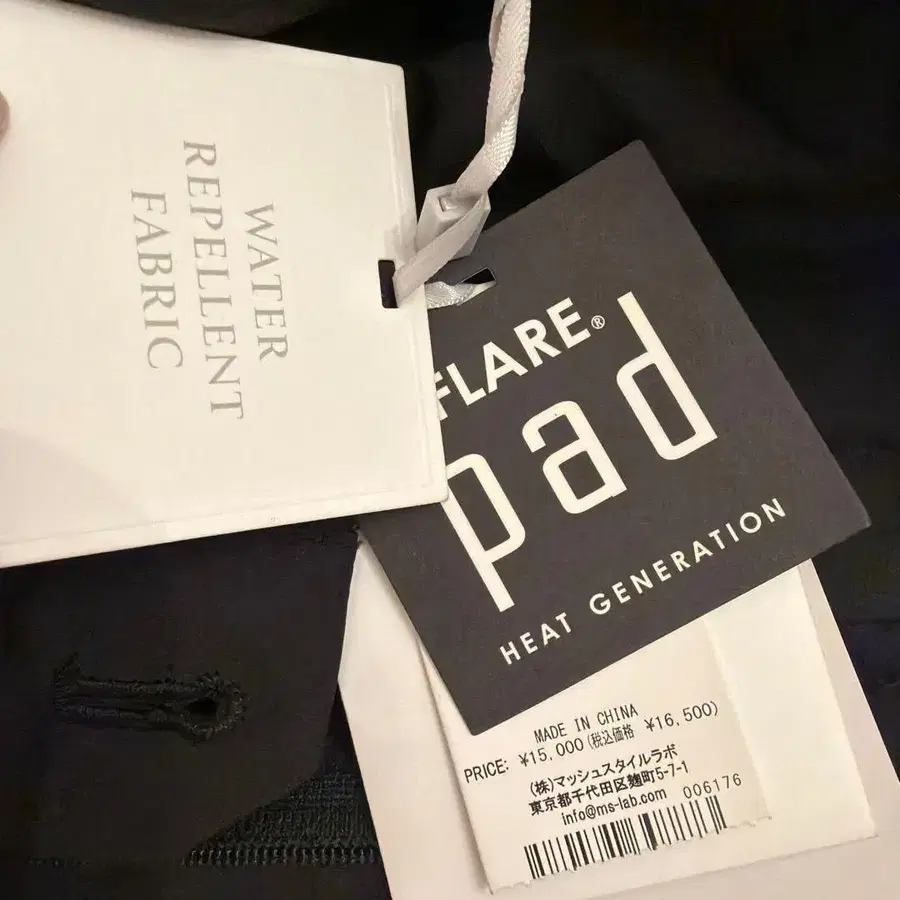 WATER
REPELLENT
FABRIC
FLARE®
pad
HEAT GENERATION
MADE IN CHINA
PRICE: ¥15,000(税込価格 ¥16,500)
(株)マッシュスタイルラボ
東京都千代田区麹町5-7-1
info@ms-lab.com 006176